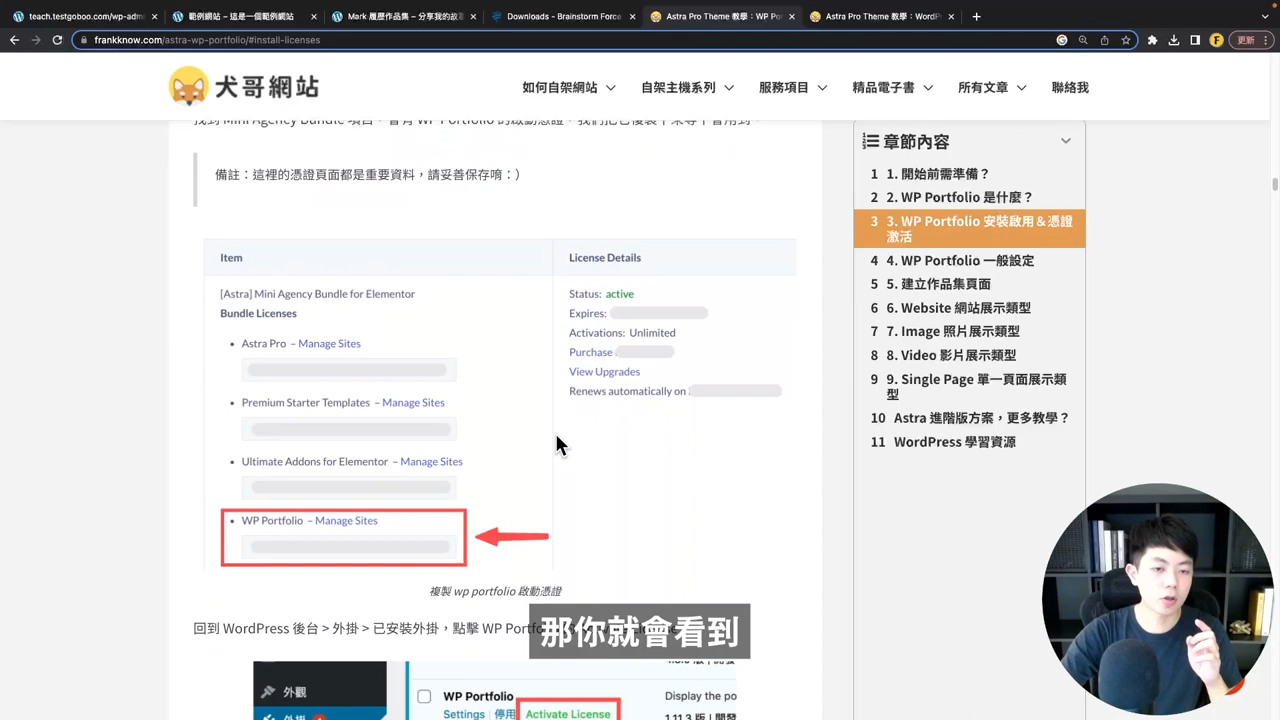 teach.testgoboo.com/wp-adm
範例網站 – 這是一個範例網站
Mark 履歷作品集 – 分享我的故
Downloads - Brainstorm Force
Astra Pro Theme 教學：WP Po
Astra Pro Theme 教學：WordP
frankknow.com/astra-wp-portfolio/#install-licenses
更新
犬哥網站
如何自架網站
自架主機系列
服務項目
精品電子書
所有文章
聯絡我
備註：這裡的憑證頁面都是重要資料，請妥善保存唷：）
Item
License Details
[Astra] Mini Agency Bundle for Elementor
Bundle Licenses
Astra Pro – Manage Sites
Premium Starter Templates – Manage Sites
Ultimate Addons for Elementor – Manage Sites
WP Portfolio – Manage Sites
Status: active
Expires:
Activations: Unlimited
Purchase
View Upgrades
Renews automatically on
複製 wp portfolio 啟動憑證
回到 WordPress 後台 > 外掛 > 已安裝外掛，點擊 WP Portf
那你就會看到
外觀
外掛
WP Portfolio
Settings | 停用
Activate License
Display the po
1.11.3 版 | 開發
章節內容
1 1. 開始前需準備？
2 2. WP Portfolio 是什麼？
3 3. WP Portfolio 安裝啟用＆憑證
激活
4 4. WP Portfolio 一般設定
5 5. 建立作品集頁面
6 6. Website 網站展示類型
7 7. Image 照片展示類型
8 8. Video 影片展示類型
9 9. Single Page 單一頁面展示類
型
10 Astra 進階版方案，更多教學？
11 WordPress 學習資源